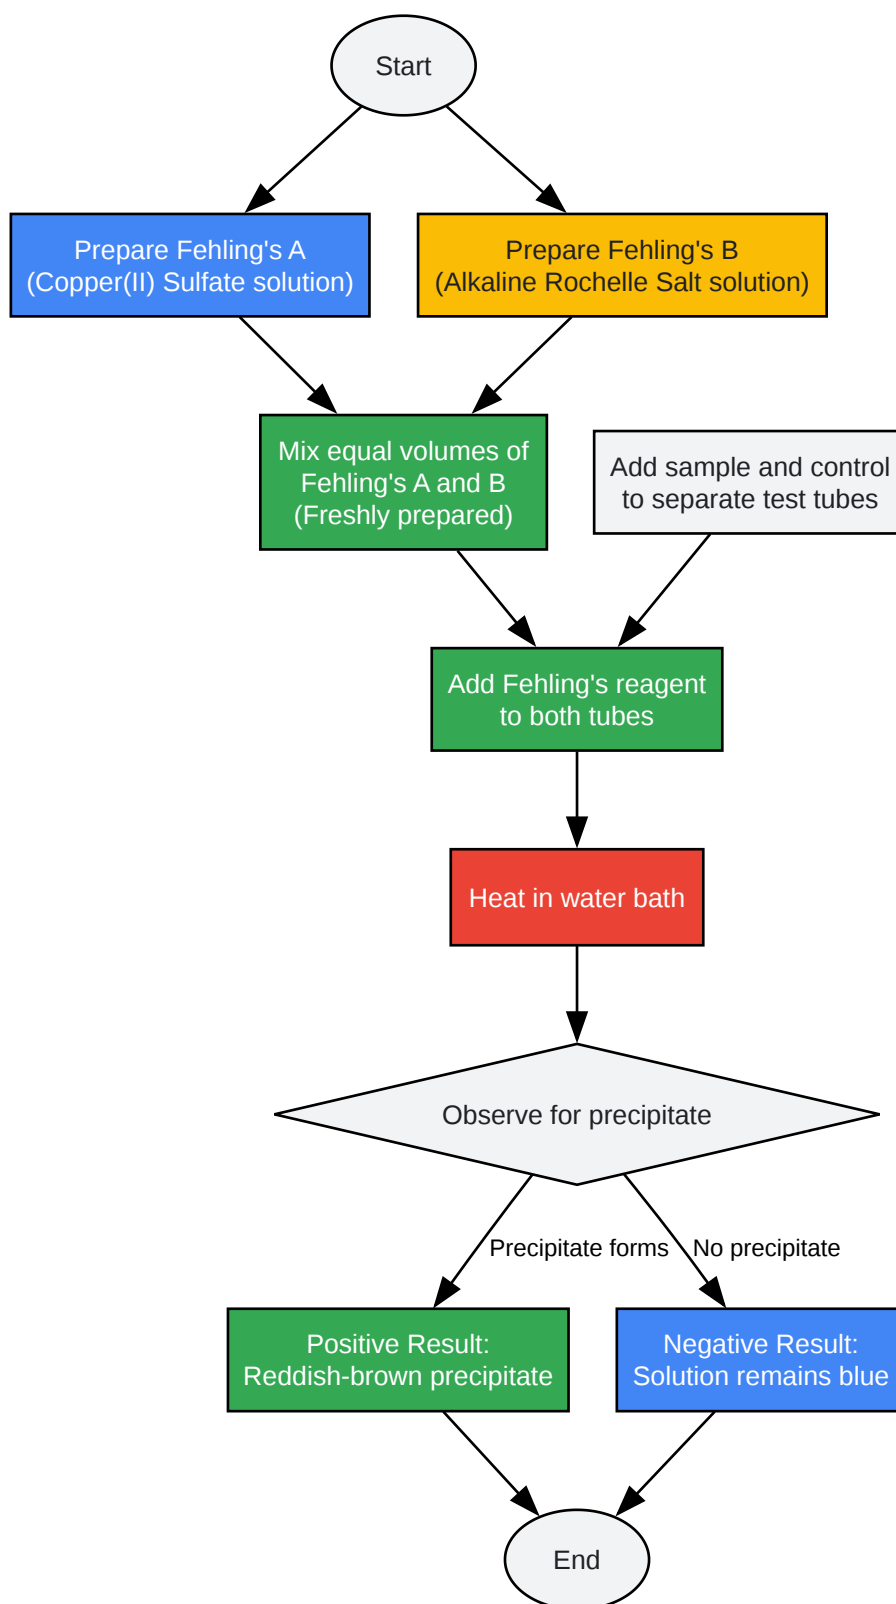 Start
Prepare Fehling's A
(Copper(II) Sulfate solution)
Prepare Fehling's B
(Alkaline Rochelle Salt solution)
Mix equal volumes of
Fehling's A and B
(Freshly prepared)
Add sample and control
to separate test tubes
Add Fehling's reagent
to both tubes
Heat in water bath
Observe for precipitate
Precipitate forms
No precipitate
Positive Result:
Reddish-brown precipitate
Negative Result:
Solution remains blue
End